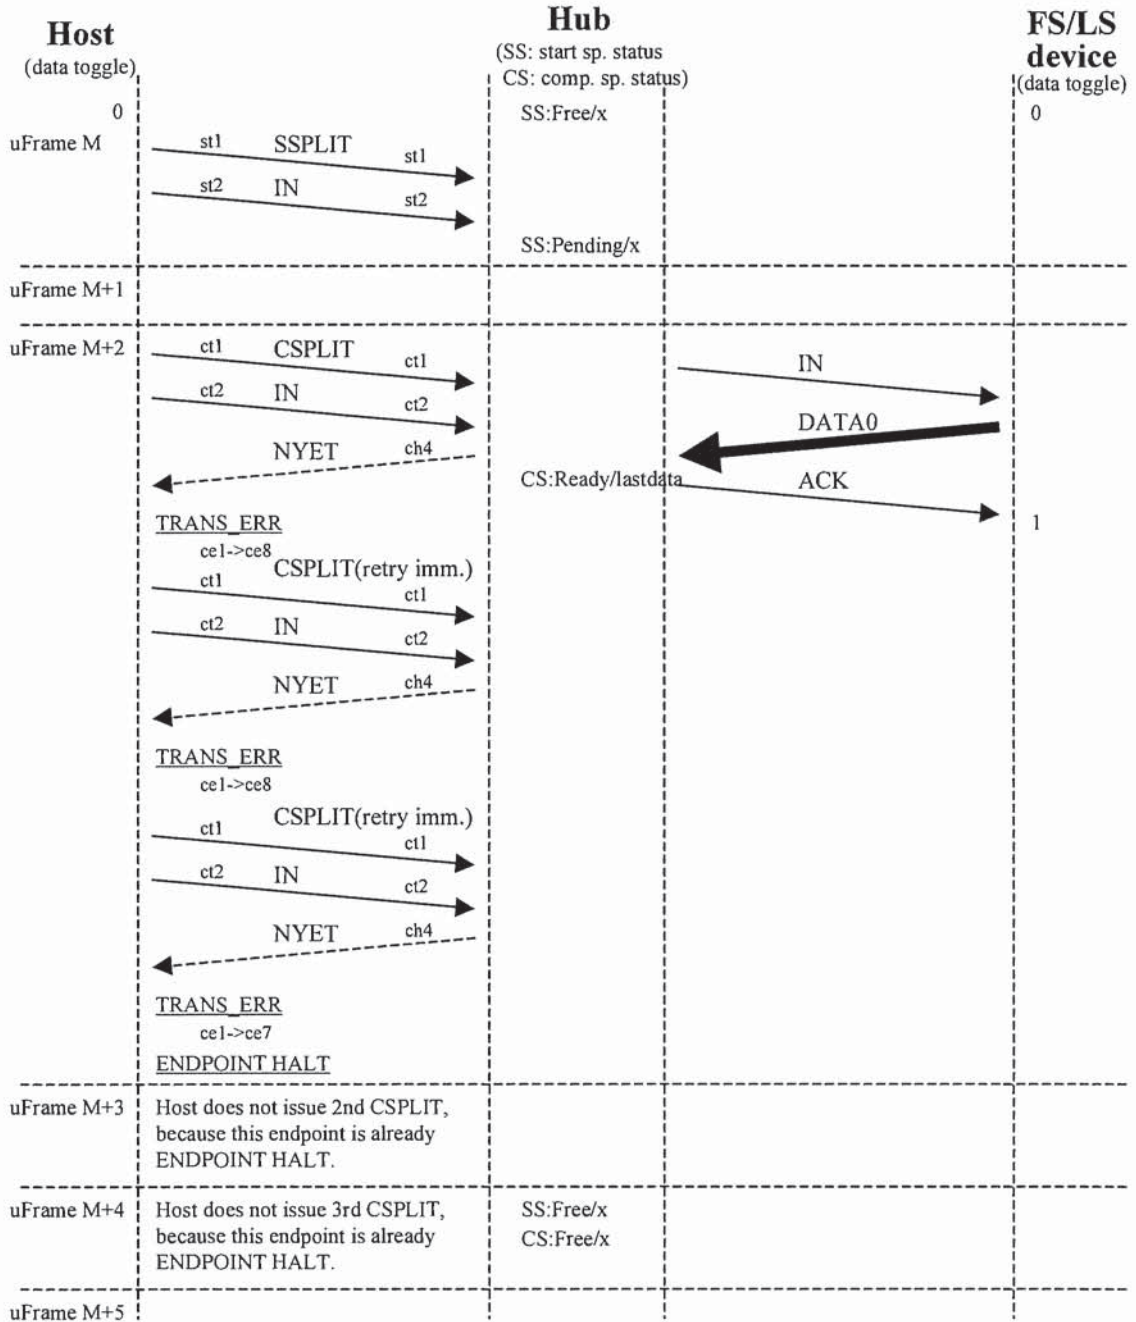 Host
(data toggle)
Hub
(SS: start sp. status
CS: comp. sp. status)
FS/LS
device
(data toggle)
0
SS:Free/x
0
uFrame M
st1 SSPLIT st1
st2 IN st2
SS:Pending/x
uFrame M+1
uFrame M+2
ct1 CSPLIT ct1
IN
ct2 IN ct2
DATA0
NYET ch4
CS:Ready/lastdata
ACK
TRANS_ERR
1
ce1->ce8
CSPLIT(retry imm.)
ct1 ct1
ct2 IN ct2
NYET ch4
TRANS_ERR
ce1->ce8
CSPLIT(retry imm.)
ct1 ct1
ct2 IN ct2
NYET ch4
TRANS_ERR
ce1->ce7
ENDPOINT HALT
uFrame M+3
Host does not issue 2nd CSPLIT,
because this endpoint is already
ENDPOINT HALT.
uFrame M+4
Host does not issue 3rd CSPLIT,
because this endpoint is already
ENDPOINT HALT.
SS:Free/x
CS:Free/x
uFrame M+5